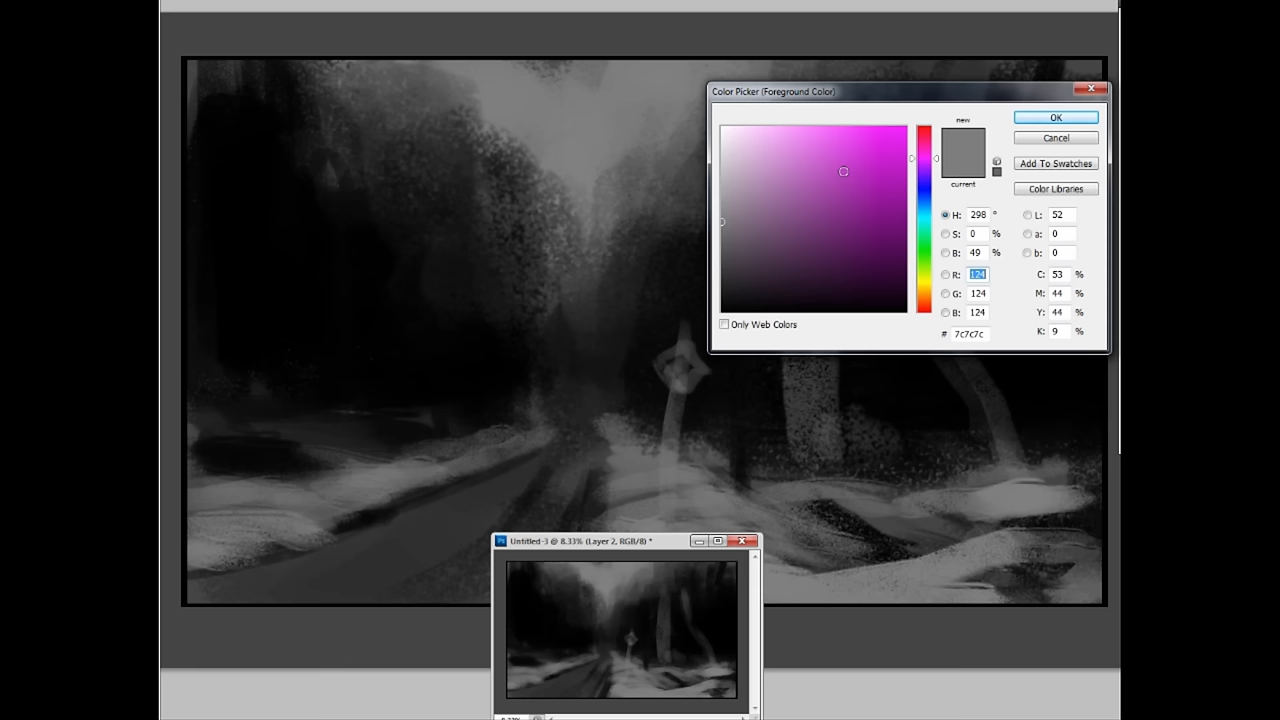 Color Picker (Foreground Color)
new
current
OK
Cancel
Add To Swatches
Color Libraries
H: 298 °
S: 0 %
B: 49 %
R: 124
G: 124
B: 124
# 7c7c7c
L: 52
a: 0
b: 0
C: 53 %
M: 44 %
Y: 44 %
K: 9 %
Only Web Colors
Ps Untitled-3 @ 8.33% (Layer 2, RGB/8) *